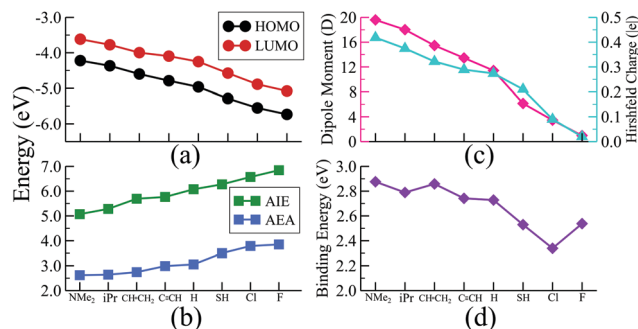 Energy (eV)
-3.0
-4.0
-5.0
-6.0
HOMO
LUMO
(a)
7.0
6.0
5.0
4.0
3.0
2.0
AIE
AEA
NMe₂ iPr CH=CH₂ C≡CH H SH Cl F
(b)
Dipole Moment (D)
20
16
12
8
4
0
0.5
0.4
0.3
0.2
0.1
0.0
Hirshfeld Charge (|e|)
(c)
Binding Energy (eV)
3.0
2.8
2.6
2.4
2.2
2.0
NMe₂ iPr CH=CH₂ C≡CH H SH Cl F
(d)